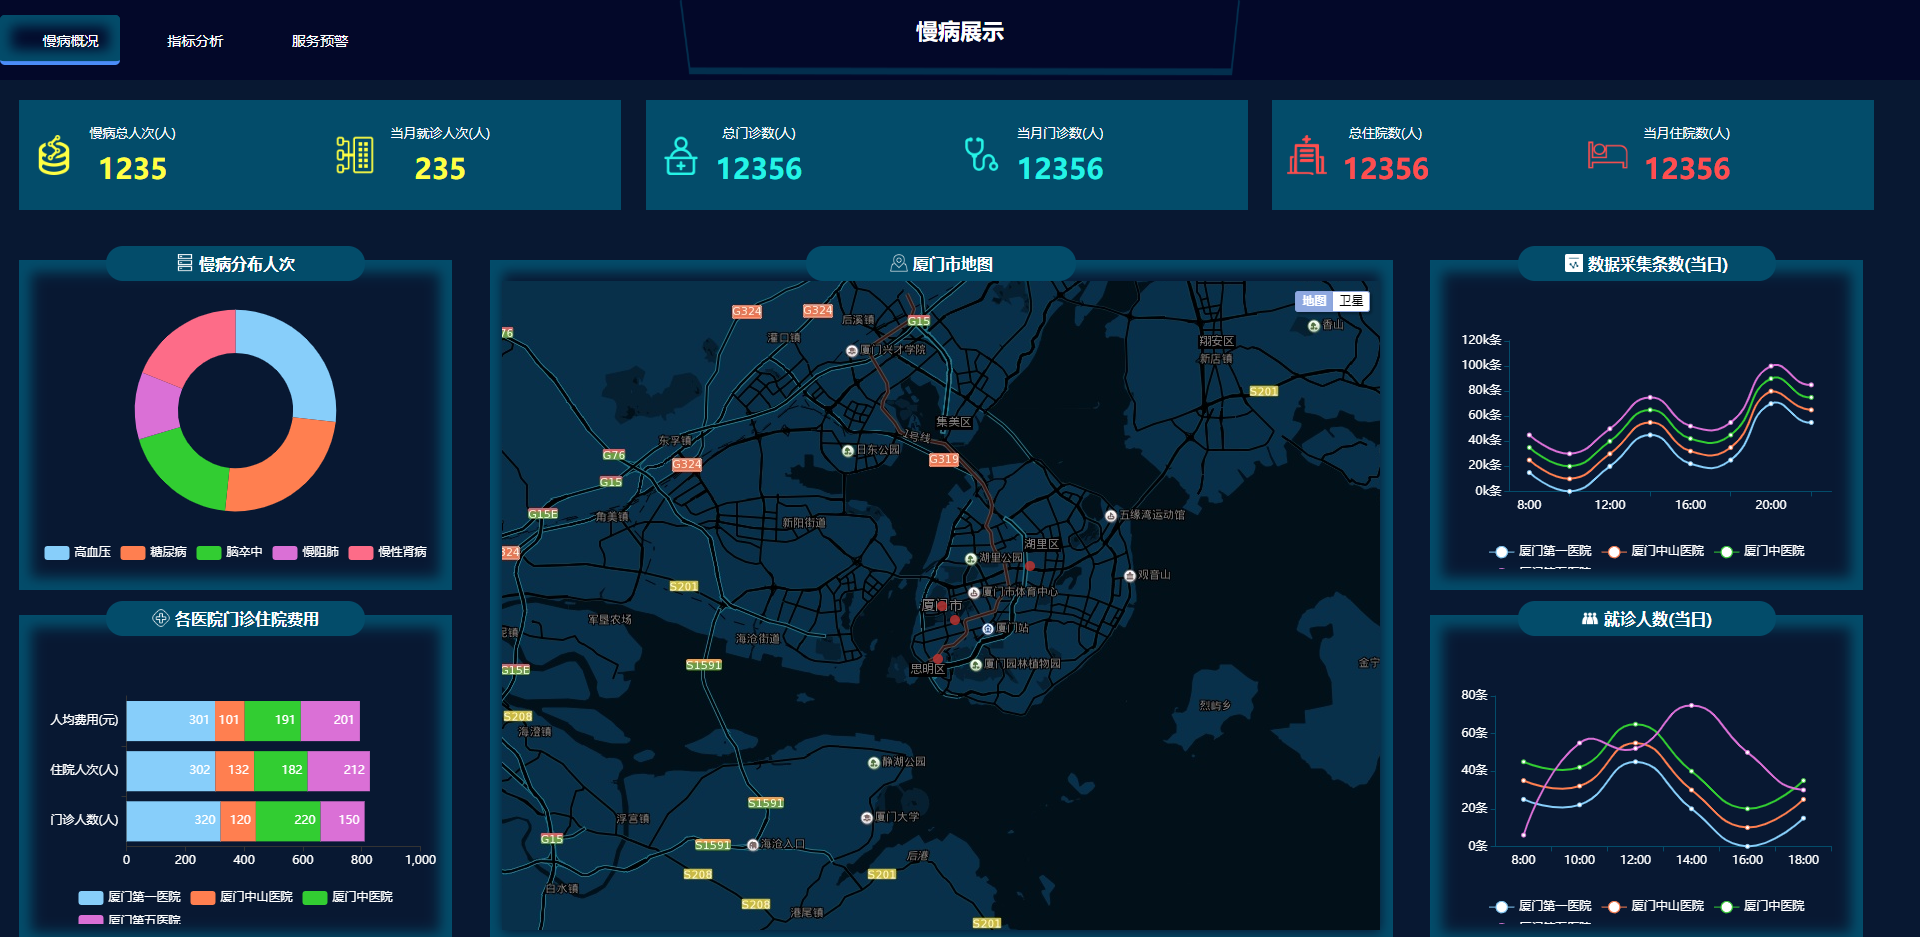 慢病概况
指标分析
服务预警
慢病展示
慢病总人次(人)
1235
当月就诊人次(人)
235
总门诊数(人)
12356
当月门诊数(人)
12356
总住院数(人)
12356
当月住院数(人)
12356
慢病分布人次
高血压 糖尿病 脑卒中 慢阻肺 慢性肾病
各医院门诊住院费用
人均费用(元) 301 101 191 201
住院人次(人) 302 132 182 212
门诊人数(人) 320 120 220 150
0 200 400 600 800 1,000
厦门第一医院 厦门中山医院 厦门中医院
厦门第五医院
厦门市地图
地图 卫星
G324
G324
后溪镇
G15
香山
76
灌口镇
厦门兴才学院
翔安区
新店镇
S201
集美区
1号线
东孚镇
日东公园
G76
G324
G319
G15
G15E
角美镇
新阳街道
五缘湾运动馆
湖里区
324
湖里公园
观音山
S201
厦门市体育中心
厦门市
军垦农场
厦门站
海沧街道
S1591
思明区
厦门园林植物园
金宁
G15E
烈屿乡
S208
海澄镇
静湖公园
S1591
浮宫镇
厦门大学
G15
S1591
海沧入口
后港
S208
S201
白水镇
S208
港尾镇
S201
数据采集条数(当日)
120k条
100k条
80k条
60k条
40k条
20k条
0k条
8:00 12:00 16:00 20:00
厦门第一医院 厦门中山医院 厦门中医院
就诊人数(当日)
80条
60条
40条
20条
0条
8:00 10:00 12:00 14:00 16:00 18:00
厦门第一医院 厦门中山医院 厦门中医院